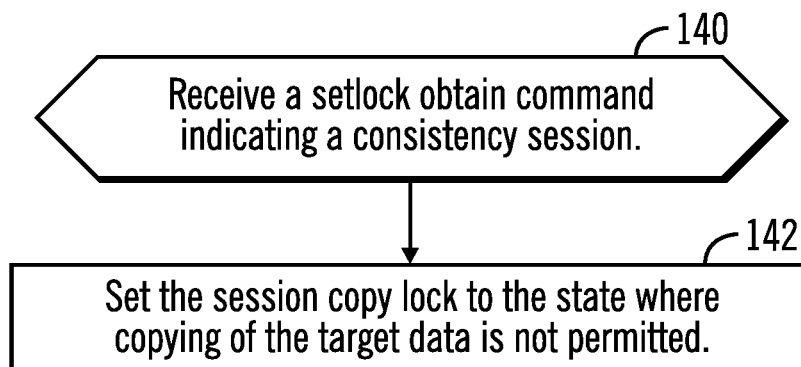 140
Receive a setlock obtain command
indicating a consistency session.
142
Set the session copy lock to the state where
copying of the target data is not permitted.